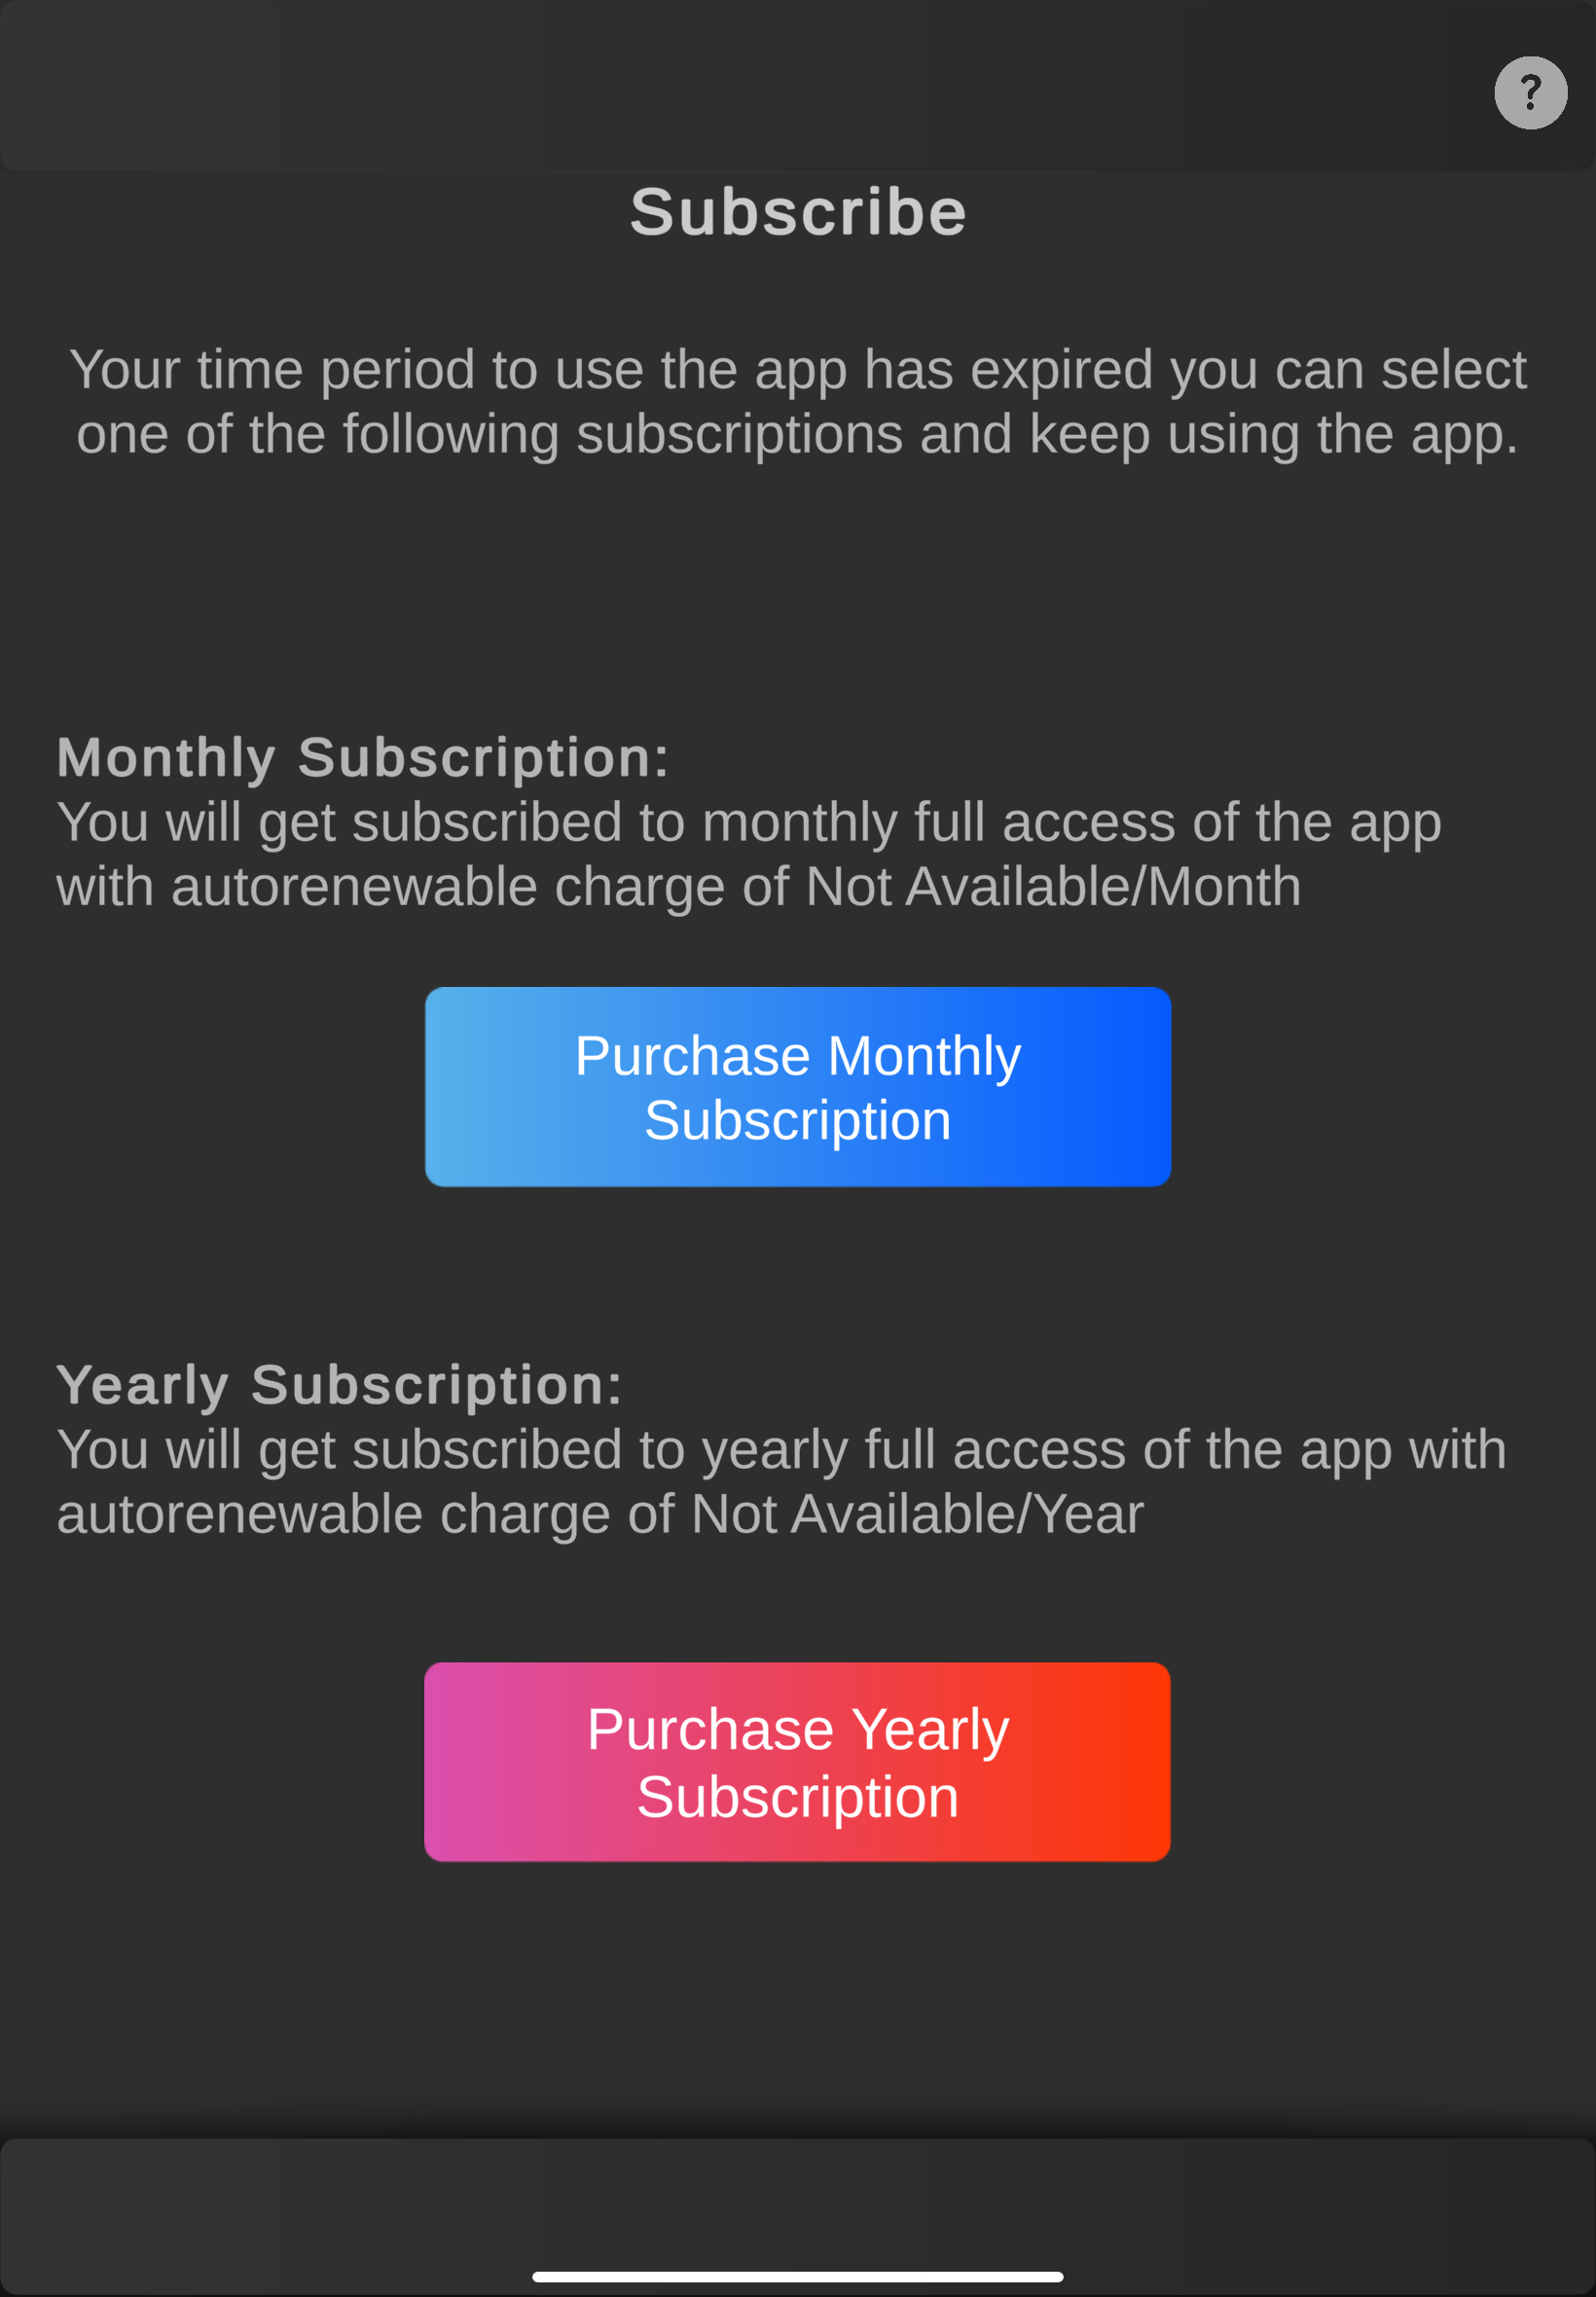 ?
Subscribe
Your time period to use the app has expired you can select
one of the following subscriptions and keep using the app.
Monthly Subscription:
You will get subscribed to monthly full access of the app
with autorenewable charge of Not Available/Month
Purchase Monthly
Subscription
Yearly Subscription:
You will get subscribed to yearly full access of the app with
autorenewable charge of Not Available/Year
Purchase Yearly
Subscription